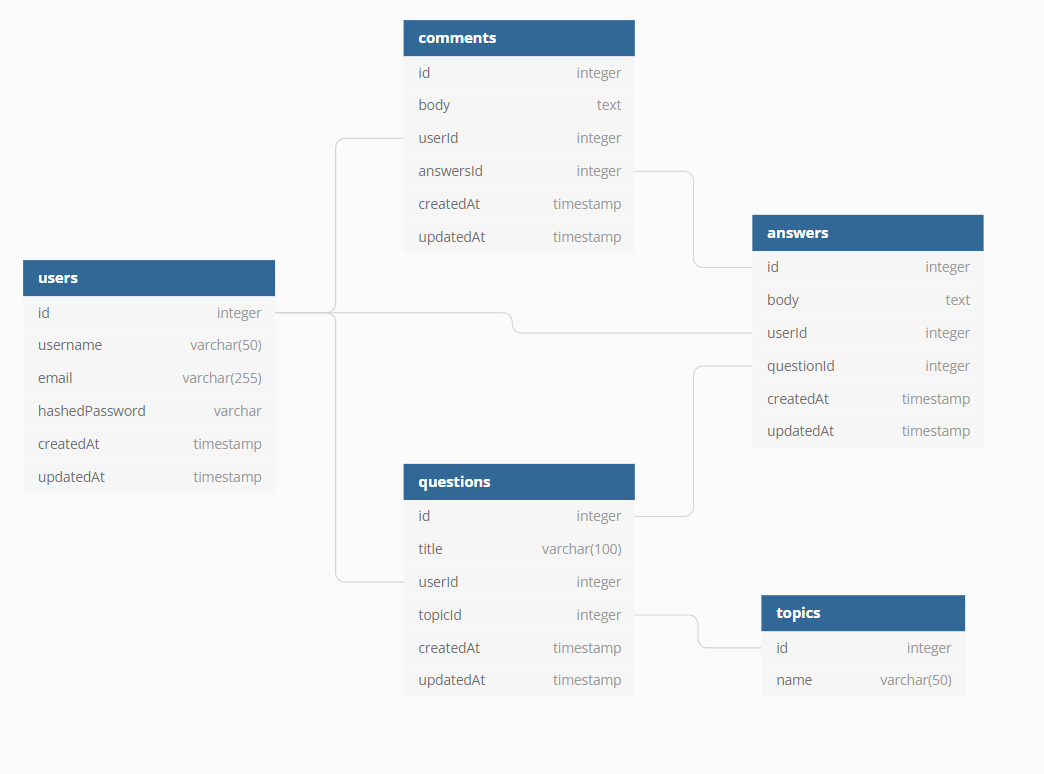 comments
id integer
body text
userId integer
answersId integer
createdAt timestamp
updatedAt timestamp
answers
id integer
body text
userId integer
questionId integer
createdAt timestamp
updatedAt timestamp
users
id integer
username varchar(50)
email varchar(255)
hashedPassword varchar
createdAt timestamp
updatedAt timestamp
questions
id integer
title varchar(100)
userId integer
topicId integer
createdAt timestamp
updatedAt timestamp
topics
id integer
name varchar(50)